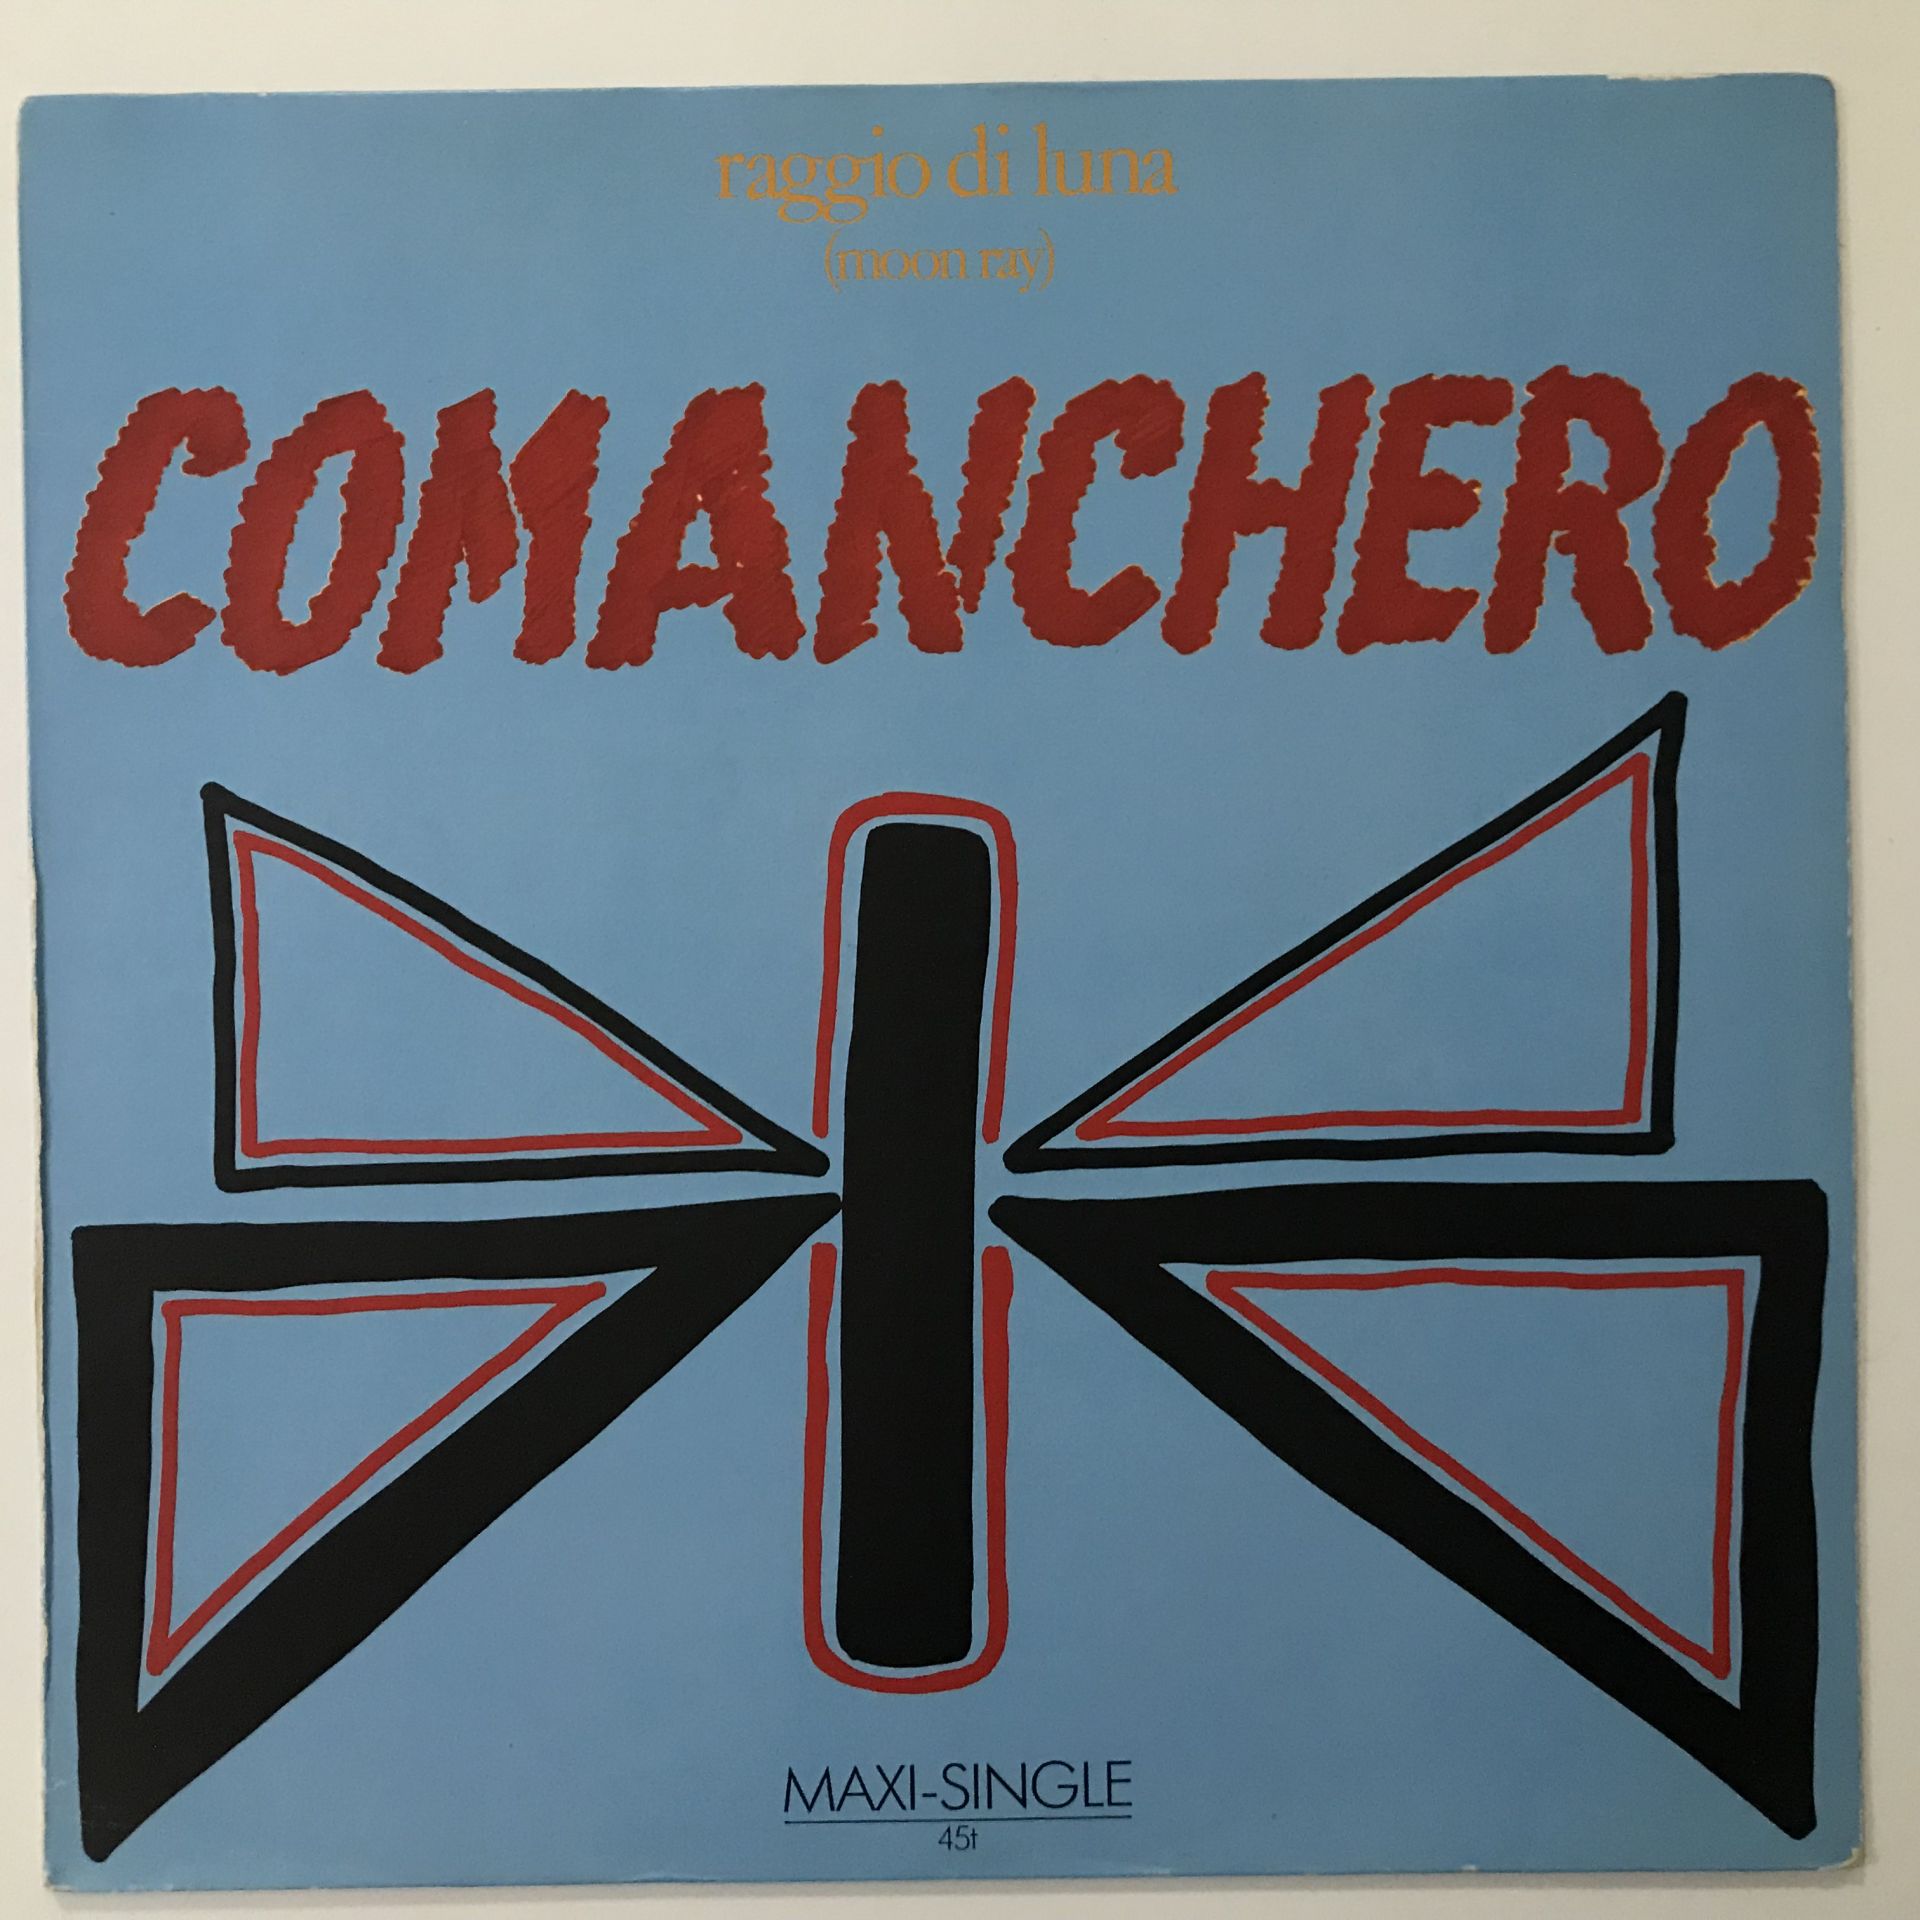 raggio di luna
(moon ray)
COMANCHERO
MAXI-SINGLE
45t